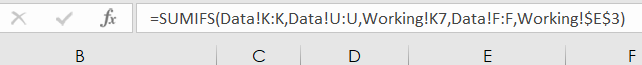 fx =SUMIFS(Data!K:K,Data!U:U,Working!K7,Data!F:F,Working!$E$3)
B C D E F